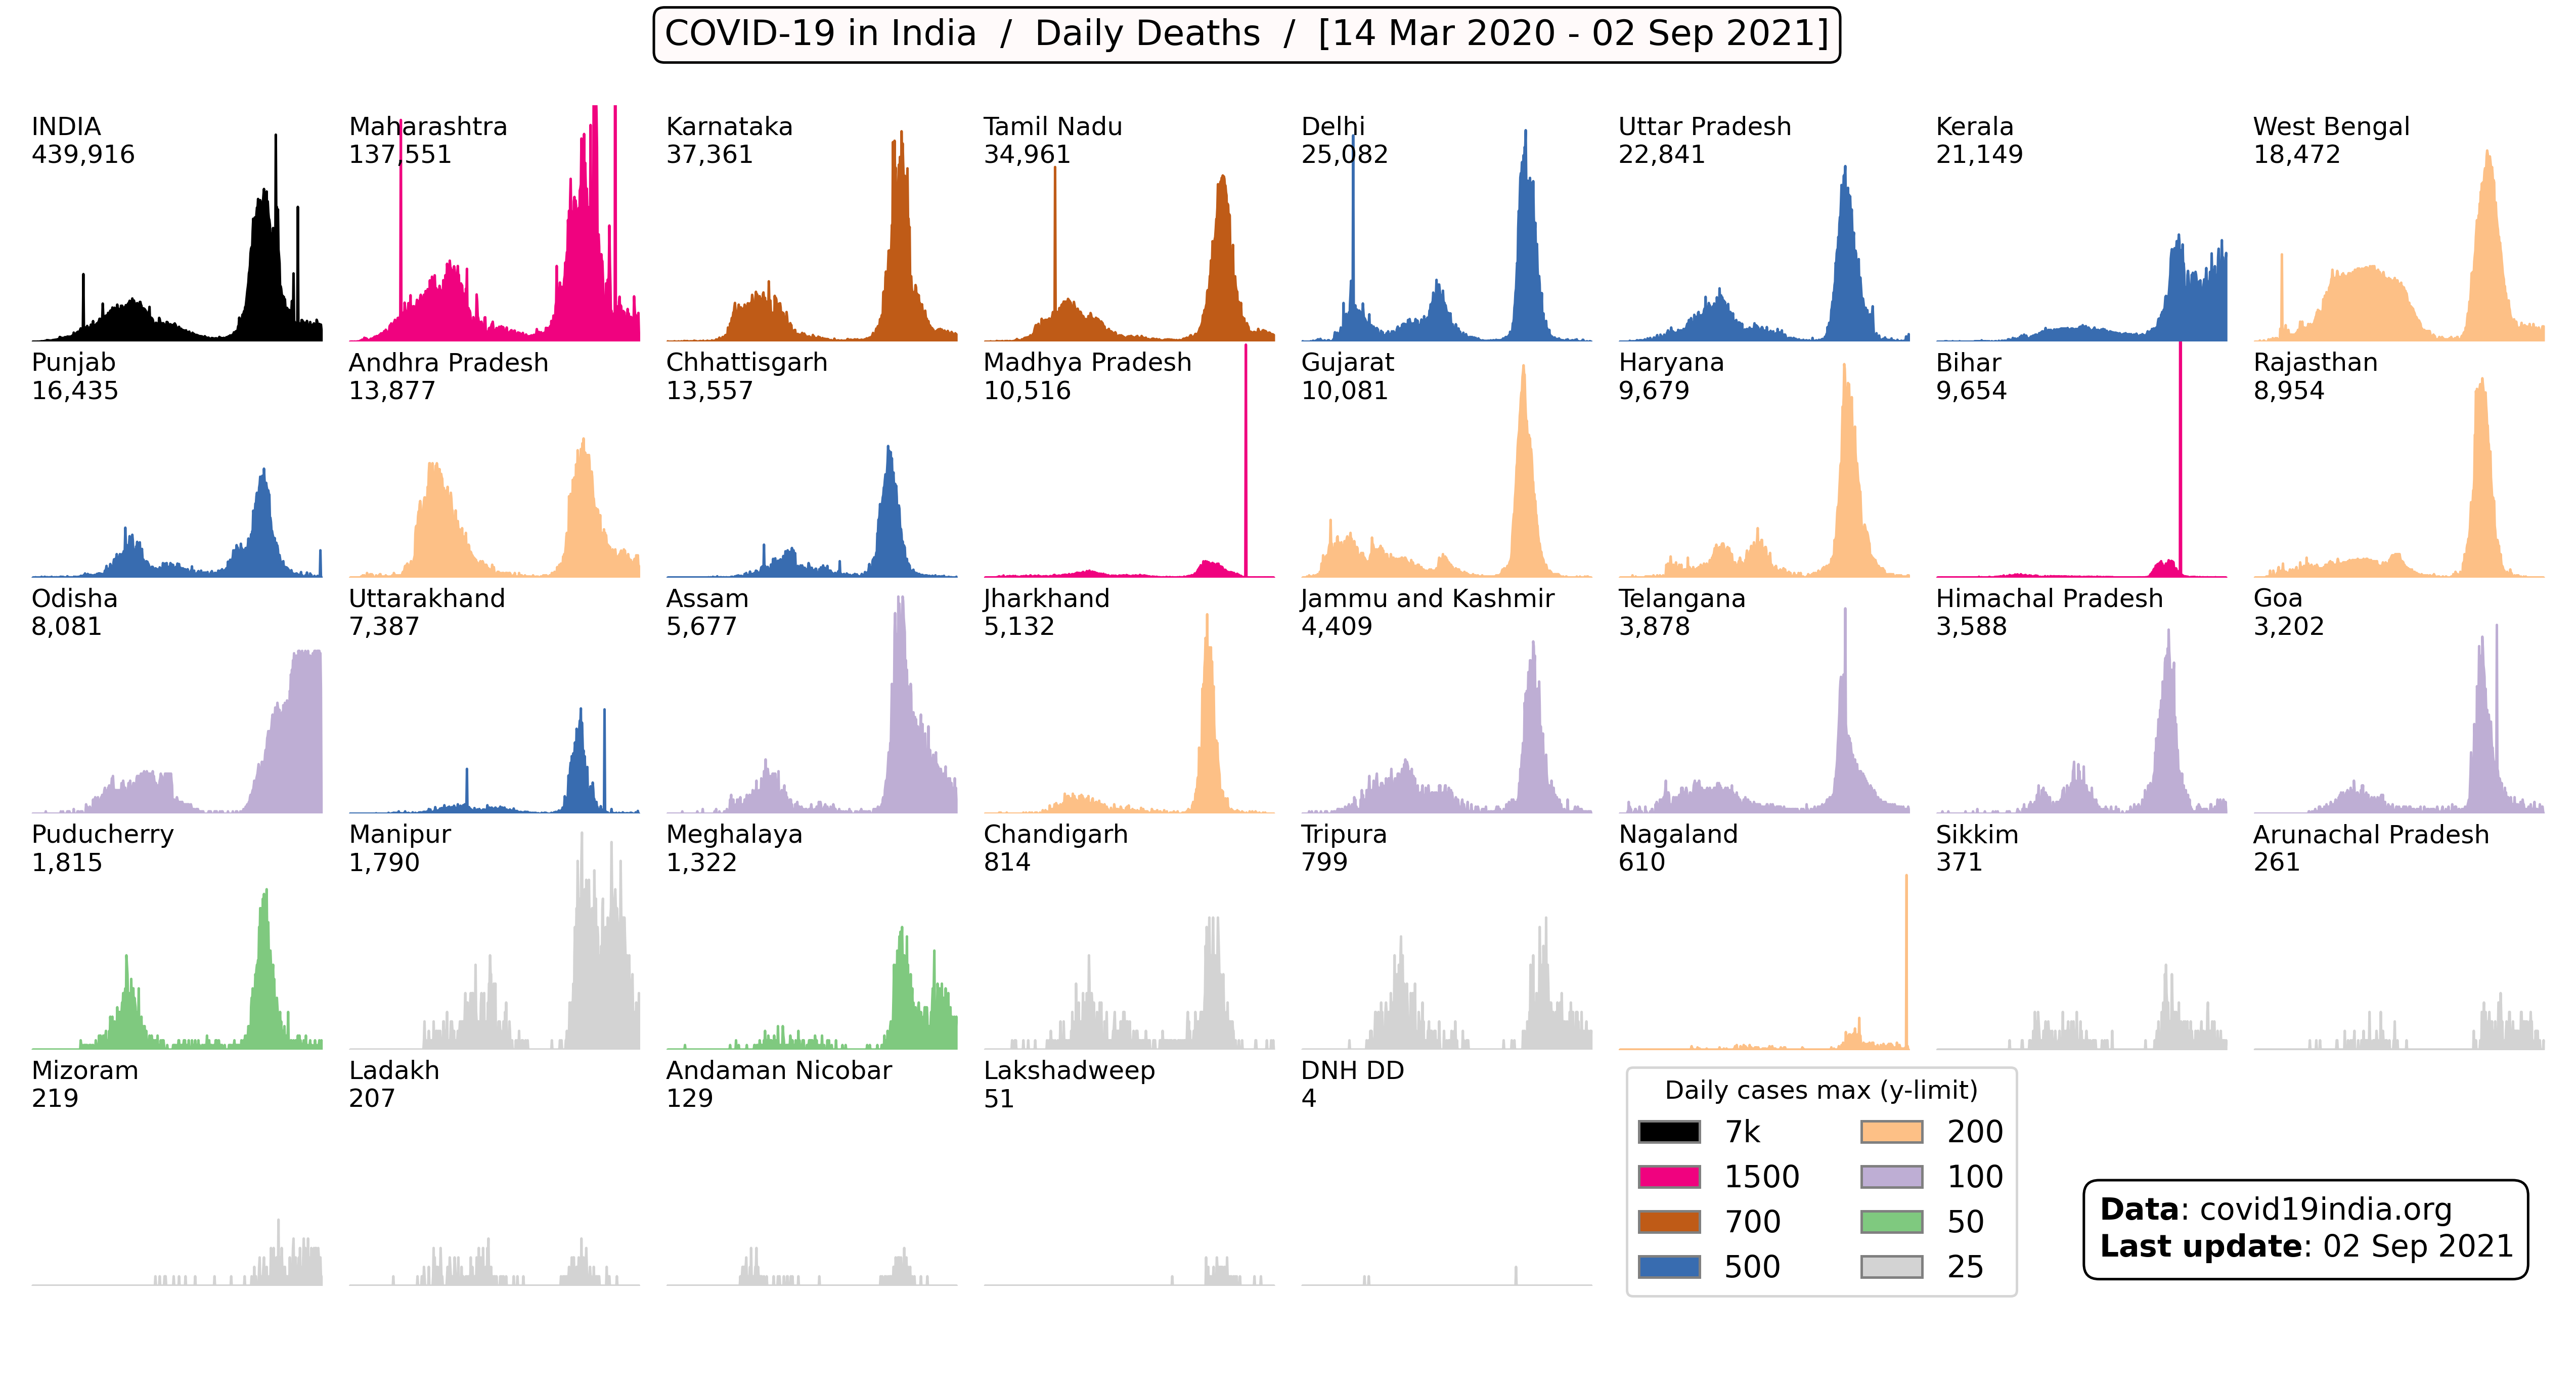 COVID-19 in India / Daily Deaths / [14 Mar 2020 - 02 Sep 2021]
INDIA
439,916
Maharashtra
137,551
Karnataka
37,361
Tamil Nadu
34,961
Delhi
25,082
Uttar Pradesh
22,841
Kerala
21,149
West Bengal
18,472
Punjab
16,435
Andhra Pradesh
13,877
Chhattisgarh
13,557
Madhya Pradesh
10,516
Gujarat
10,081
Haryana
9,679
Bihar
9,654
Rajasthan
8,954
Odisha
8,081
Uttarakhand
7,387
Assam
5,677
Jharkhand
5,132
Jammu and Kashmir
4,409
Telangana
3,878
Himachal Pradesh
3,588
Goa
3,202
Puducherry
1,815
Manipur
1,790
Meghalaya
1,322
Chandigarh
814
Tripura
799
Nagaland
610
Sikkim
371
Arunachal Pradesh
261
Mizoram
219
Ladakh
207
Andaman Nicobar
129
Lakshadweep
51
DNH DD
4
Daily cases max (y-limit)
7k
1500
700
500
200
100
50
25
Data: covid19india.org
Last update: 02 Sep 2021